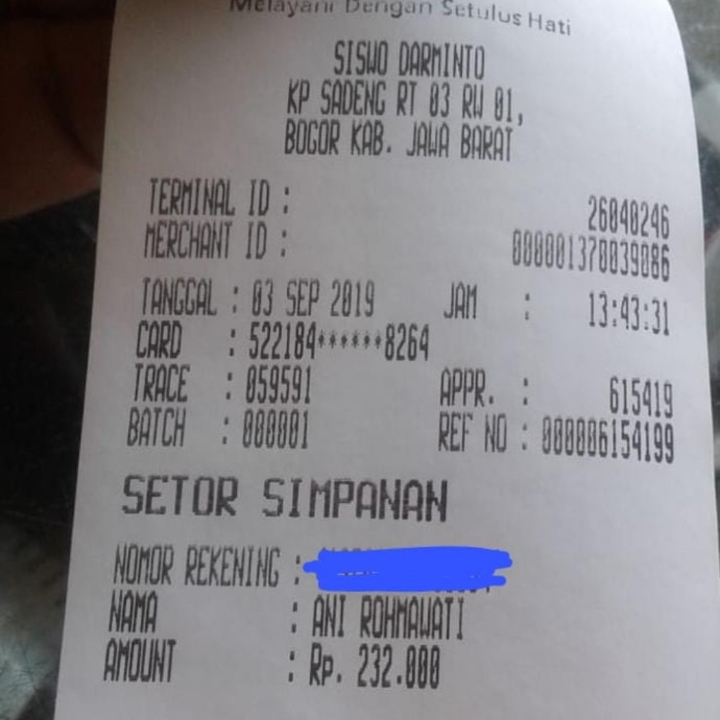 Melayani Dengan Setulus Hati
SISWO DARMINTO
KP SADENG RT 03 RW 01,
BOGOR KAB. JAWA BARAT
TERMINAL ID : 26040246
MERCHANT ID : 000001370039086
TANGGAL : 03 SEP 2019 JAM : 13:43:31
CARD : 522184******8264
TRACE : 059591 APPR. : 615419
BATCH : 000001 REF NO : 000006154199
SETOR SIMPANAN
NOMOR REKENING :
NAMA : ANI ROHMAWATI
AMOUNT : Rp. 232.000